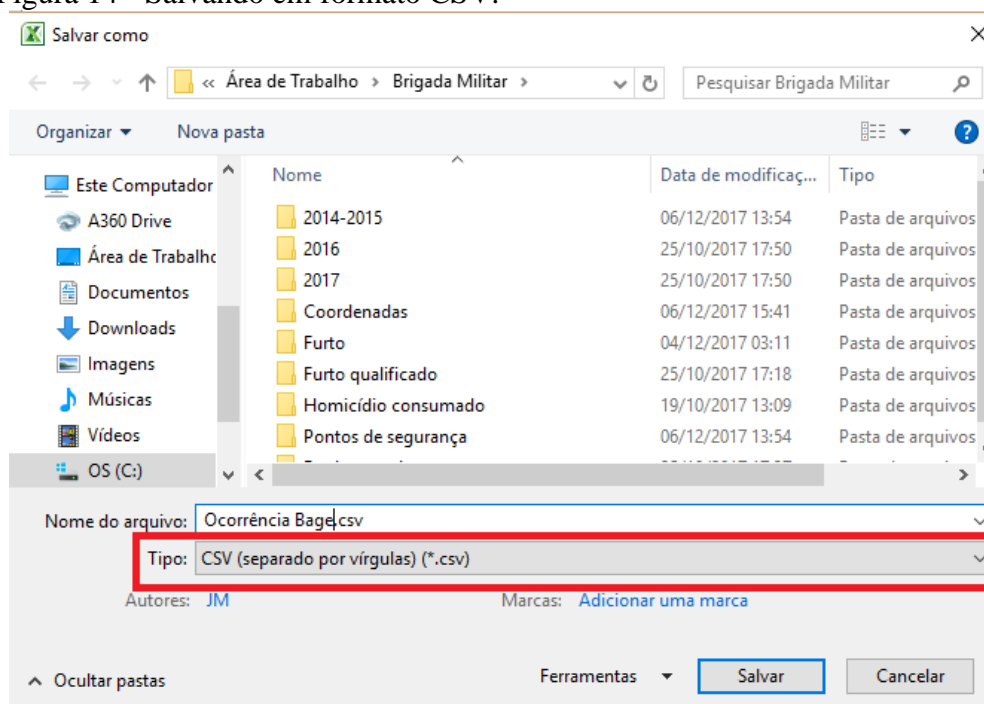 Salvando em formato CSV.
Salvar como
« Área de Trabalho > Brigada Militar >
Pesquisar Brigada Militar
Organizar
Nova pasta
Este Computador
A360 Drive
Área de Trabalho
Documentos
Downloads
Imagens
Músicas
Vídeos
OS (C:)
Nome Data de modificaç... Tipo
2014-2015 06/12/2017 13:54 Pasta de arquivos
2016 25/10/2017 17:50 Pasta de arquivos
2017 25/10/2017 17:50 Pasta de arquivos
Coordenadas 06/12/2017 15:41 Pasta de arquivos
Furto 04/12/2017 03:11 Pasta de arquivos
Furto qualificado 25/10/2017 17:18 Pasta de arquivos
Homicídio consumado 19/10/2017 13:09 Pasta de arquivos
Pontos de segurança 06/12/2017 13:54 Pasta de arquivos
Nome do arquivo: Ocorrência Bage.csv
Tipo: CSV (separado por vírgulas) (*.csv)
Autores: JM Marcas: Adicionar uma marca
Ocultar pastas Ferramentas Salvar Cancelar